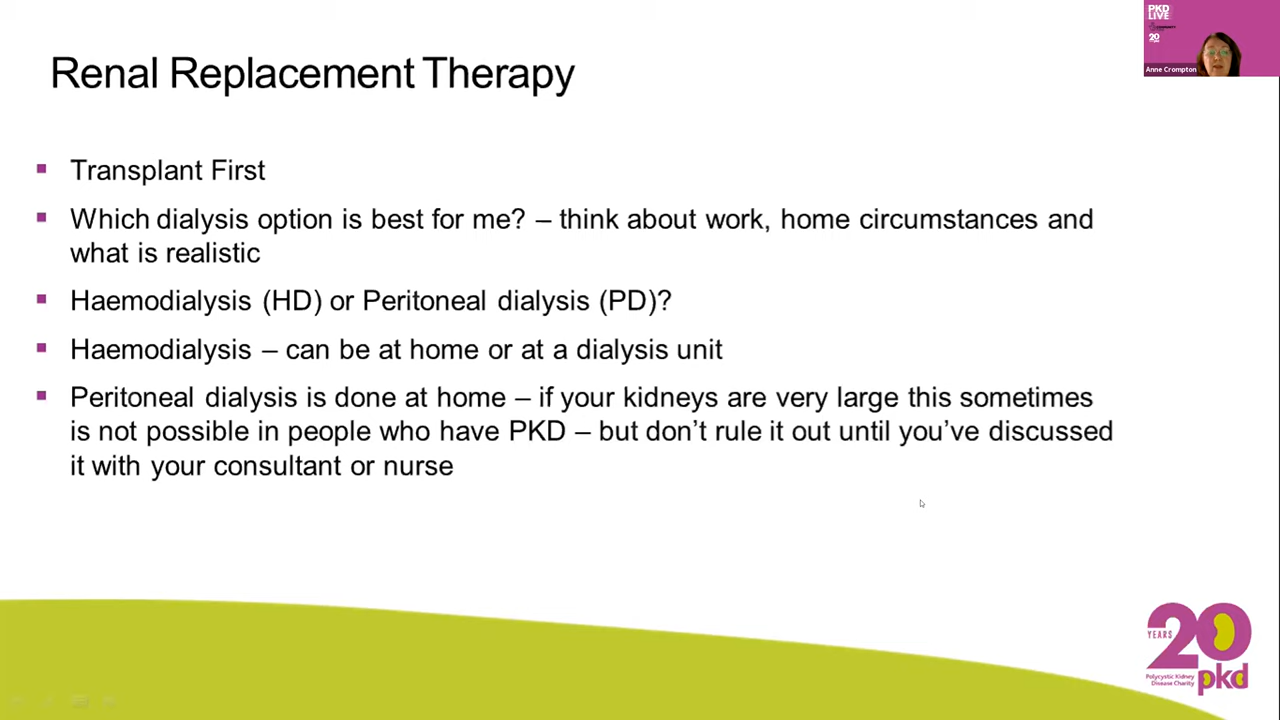 PKD
LIVE
20
Anne Crompton
Renal Replacement Therapy
Transplant First
Which dialysis option is best for me? – think about work, home circumstances and
what is realistic
Haemodialysis (HD) or Peritoneal dialysis (PD)?
Haemodialysis – can be at home or at a dialysis unit
Peritoneal dialysis is done at home – if your kidneys are very large this sometimes
is not possible in people who have PKD – but don’t rule it out until you’ve discussed
it with your consultant or nurse
YEARS 20
Polycystic Kidney
Disease Charity
pkd